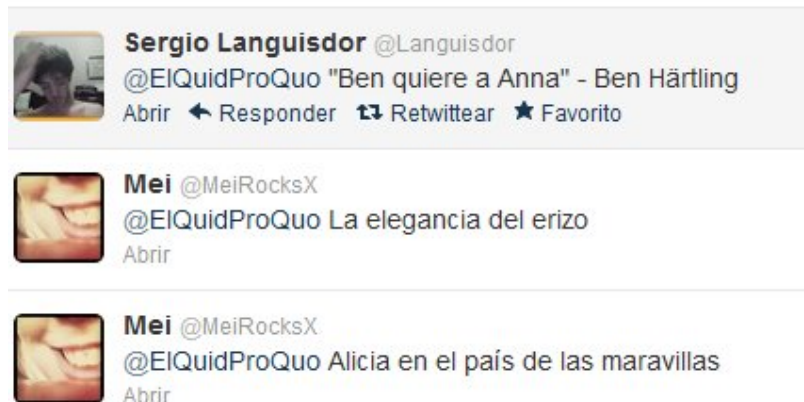 Sergio Languisdor @Languisdor
@ElQuidProQuo "Ben quiere a Anna" - Ben Härtling
Abrir Responder Retwittear Favorito
Mei @MeiRocksX
@ElQuidProQuo La elegancia del erizo
Abrir
Mei @MeiRocksX
@ElQuidProQuo Alicia en el país de las maravillas
Abrir